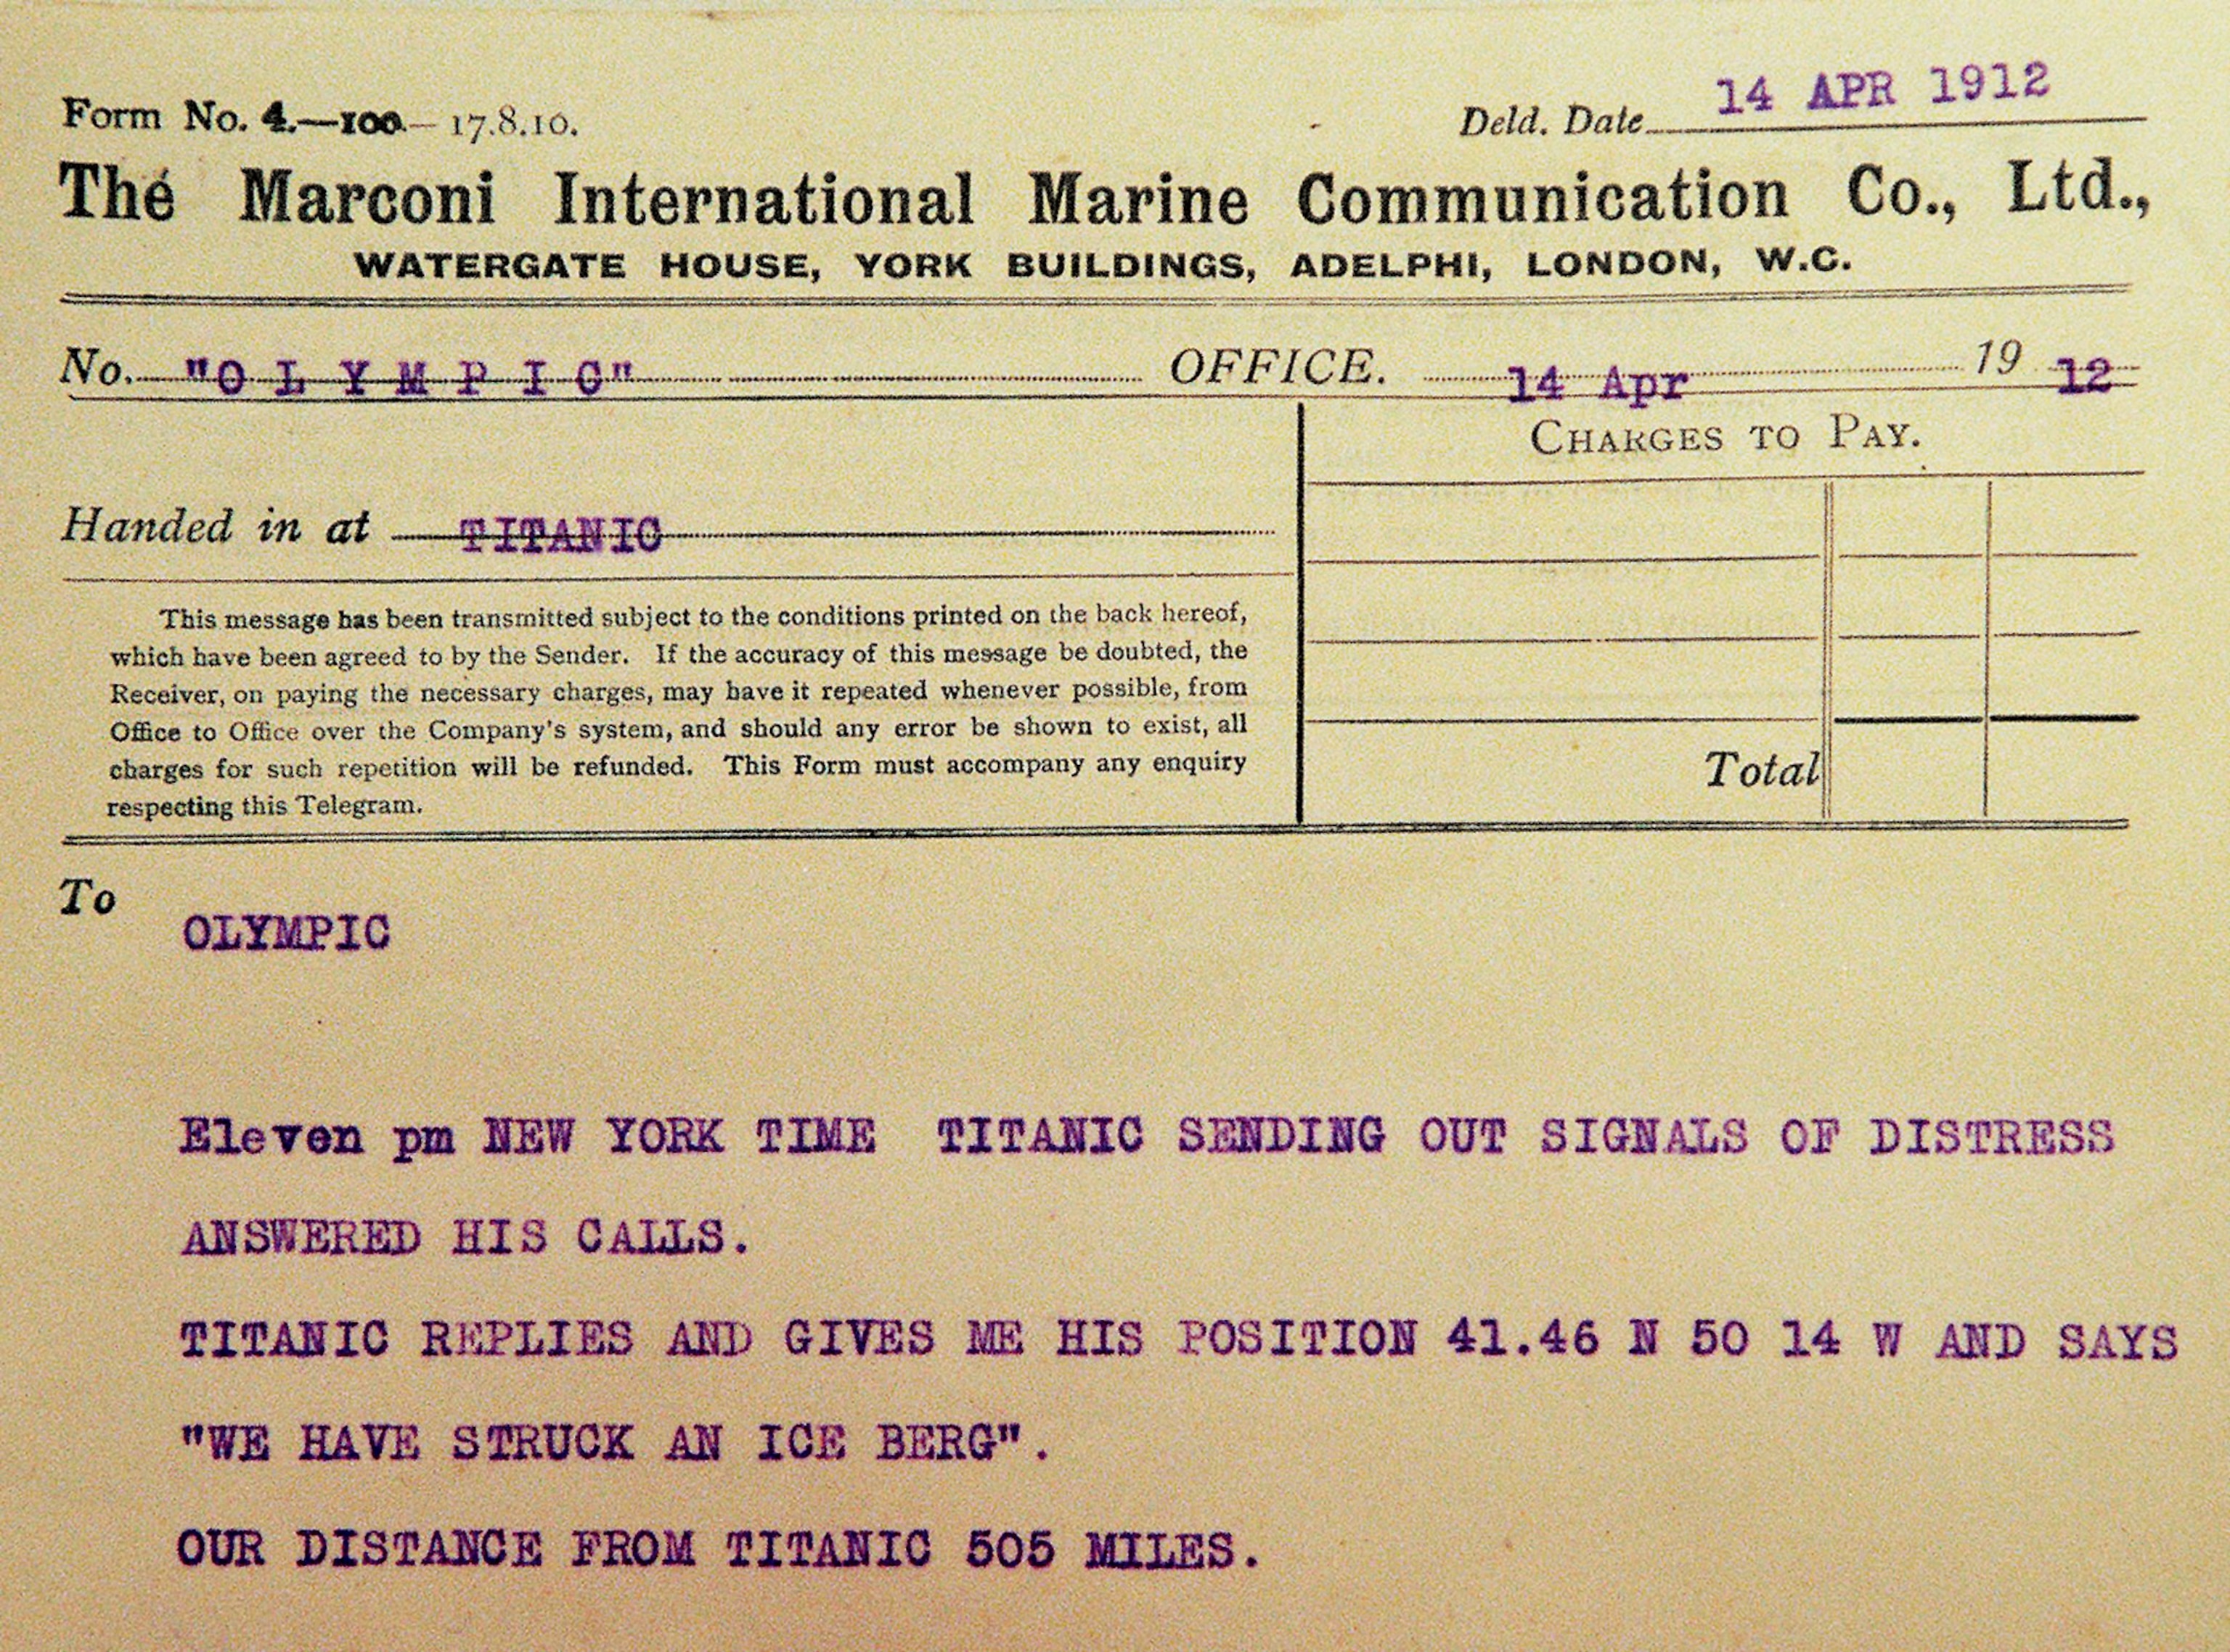 Form No. 4.—100.— 17.8.10.
Deld. Date 14 APR 1912
The Marconi International Marine Communication Co., Ltd.,
WATERGATE HOUSE, YORK BUILDINGS, ADELPHI, LONDON, W.C.
No. "OLYMPIC" OFFICE. 14 Apr 19 12
CHARGES TO PAY.
Handed in at TITANIC
This message has been transmitted subject to the conditions printed on the back hereof,
which have been agreed to by the Sender. If the accuracy of this message be doubted, the
Receiver, on paying the necessary charges, may have it repeated whenever possible, from
Office to Office over the Company's system, and should any error be shown to exist, all
charges for such repetition will be refunded. This Form must accompany any enquiry
respecting this Telegram.
Total
To
OLYMPIC
Eleven pm NEW YORK TIME TITANIC SENDING OUT SIGNALS OF DISTRESS
ANSWERED HIS CALLS.
TITANIC REPLIES AND GIVES ME HIS POSITION 41.46 N 50 14 W AND SAYS
"WE HAVE STRUCK AN ICE BERG".
OUR DISTANCE FROM TITANIC 505 MILES.